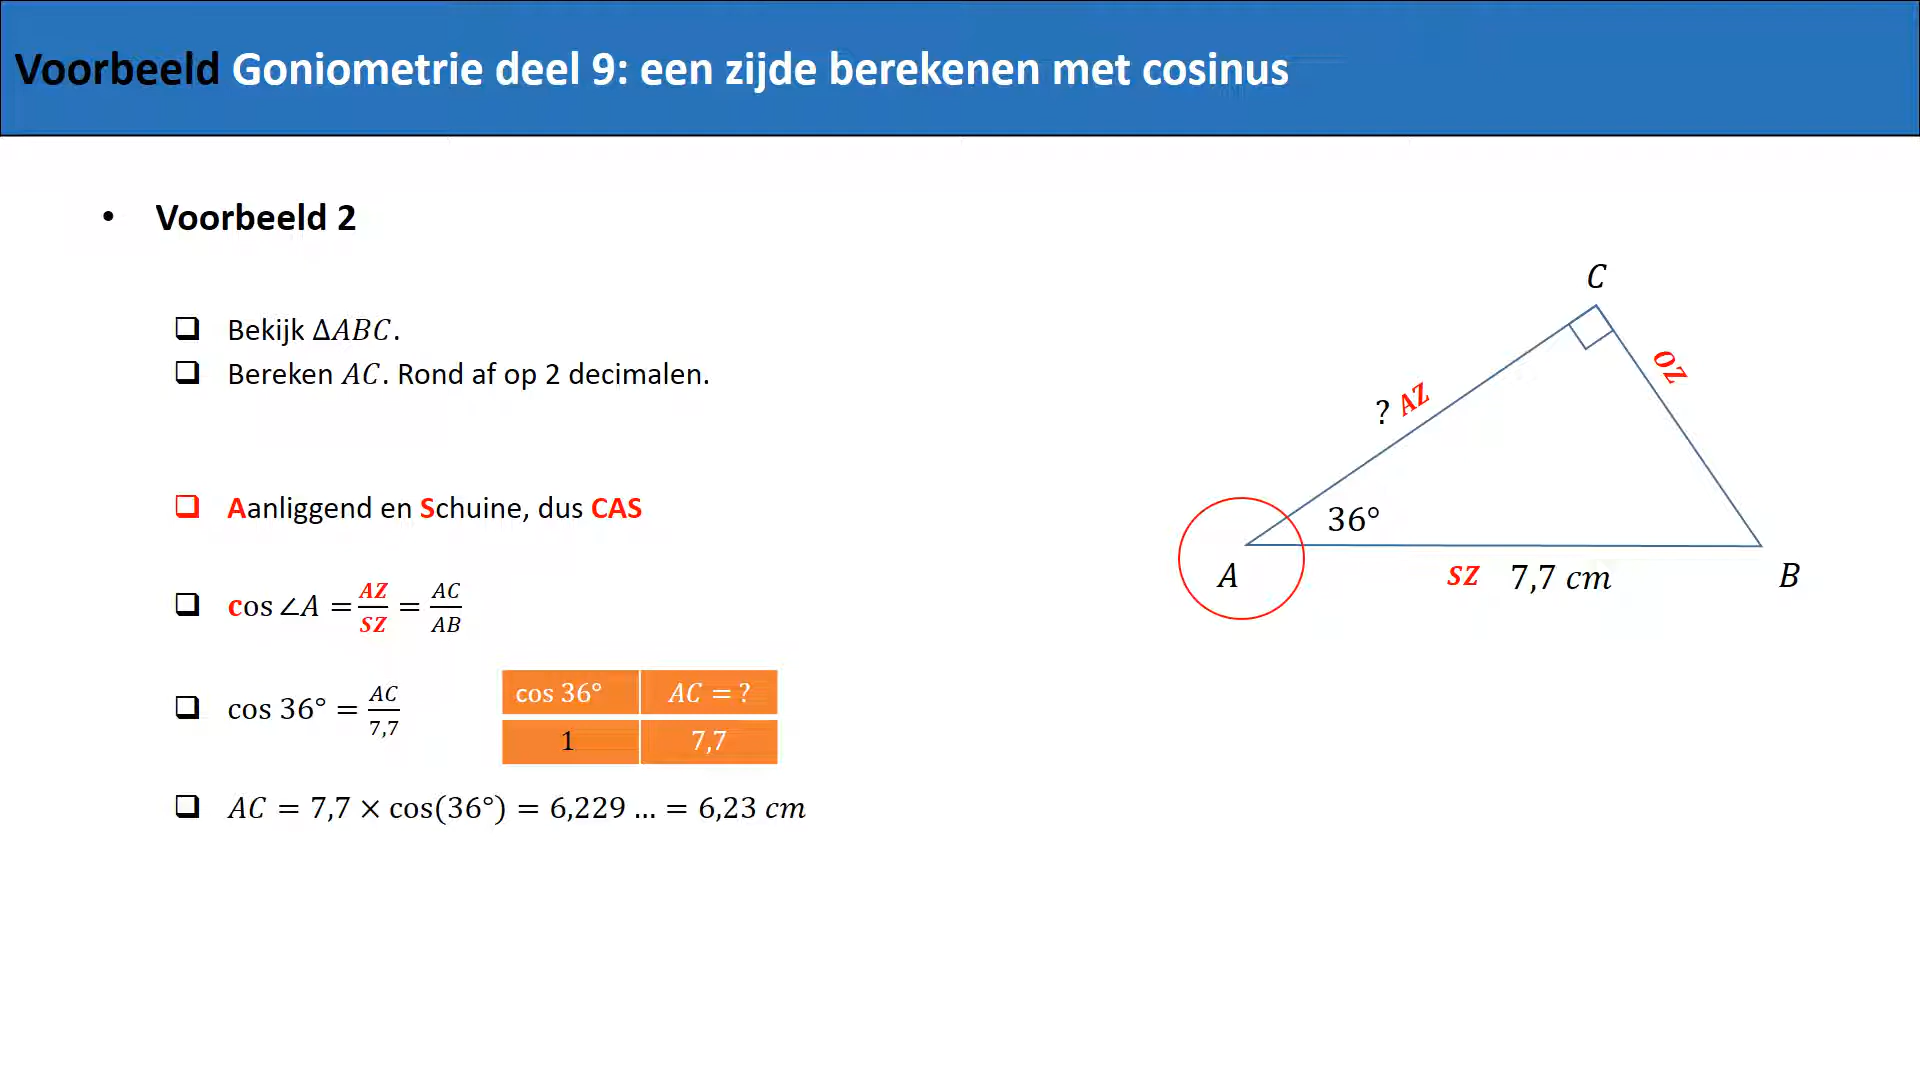 Voorbeeld Goniometrie deel 9: een zijde berekenen met cosinus
• Voorbeeld 2
❑ Bekijk ΔABC.
❑ Bereken AC. Rond af op 2 decimalen.
❑ Aanliggend en Schuine, dus CAS
❑ cos ∠A = AZ/SZ = AC/AB
❑ cos 36° = AC/7,7
cos 36° AC = ?
1 7,7
❑ AC = 7,7 × cos(36°) = 6,229 … = 6,23 cm
C
OZ
? AZ
36°
A
SZ 7,7 cm
B